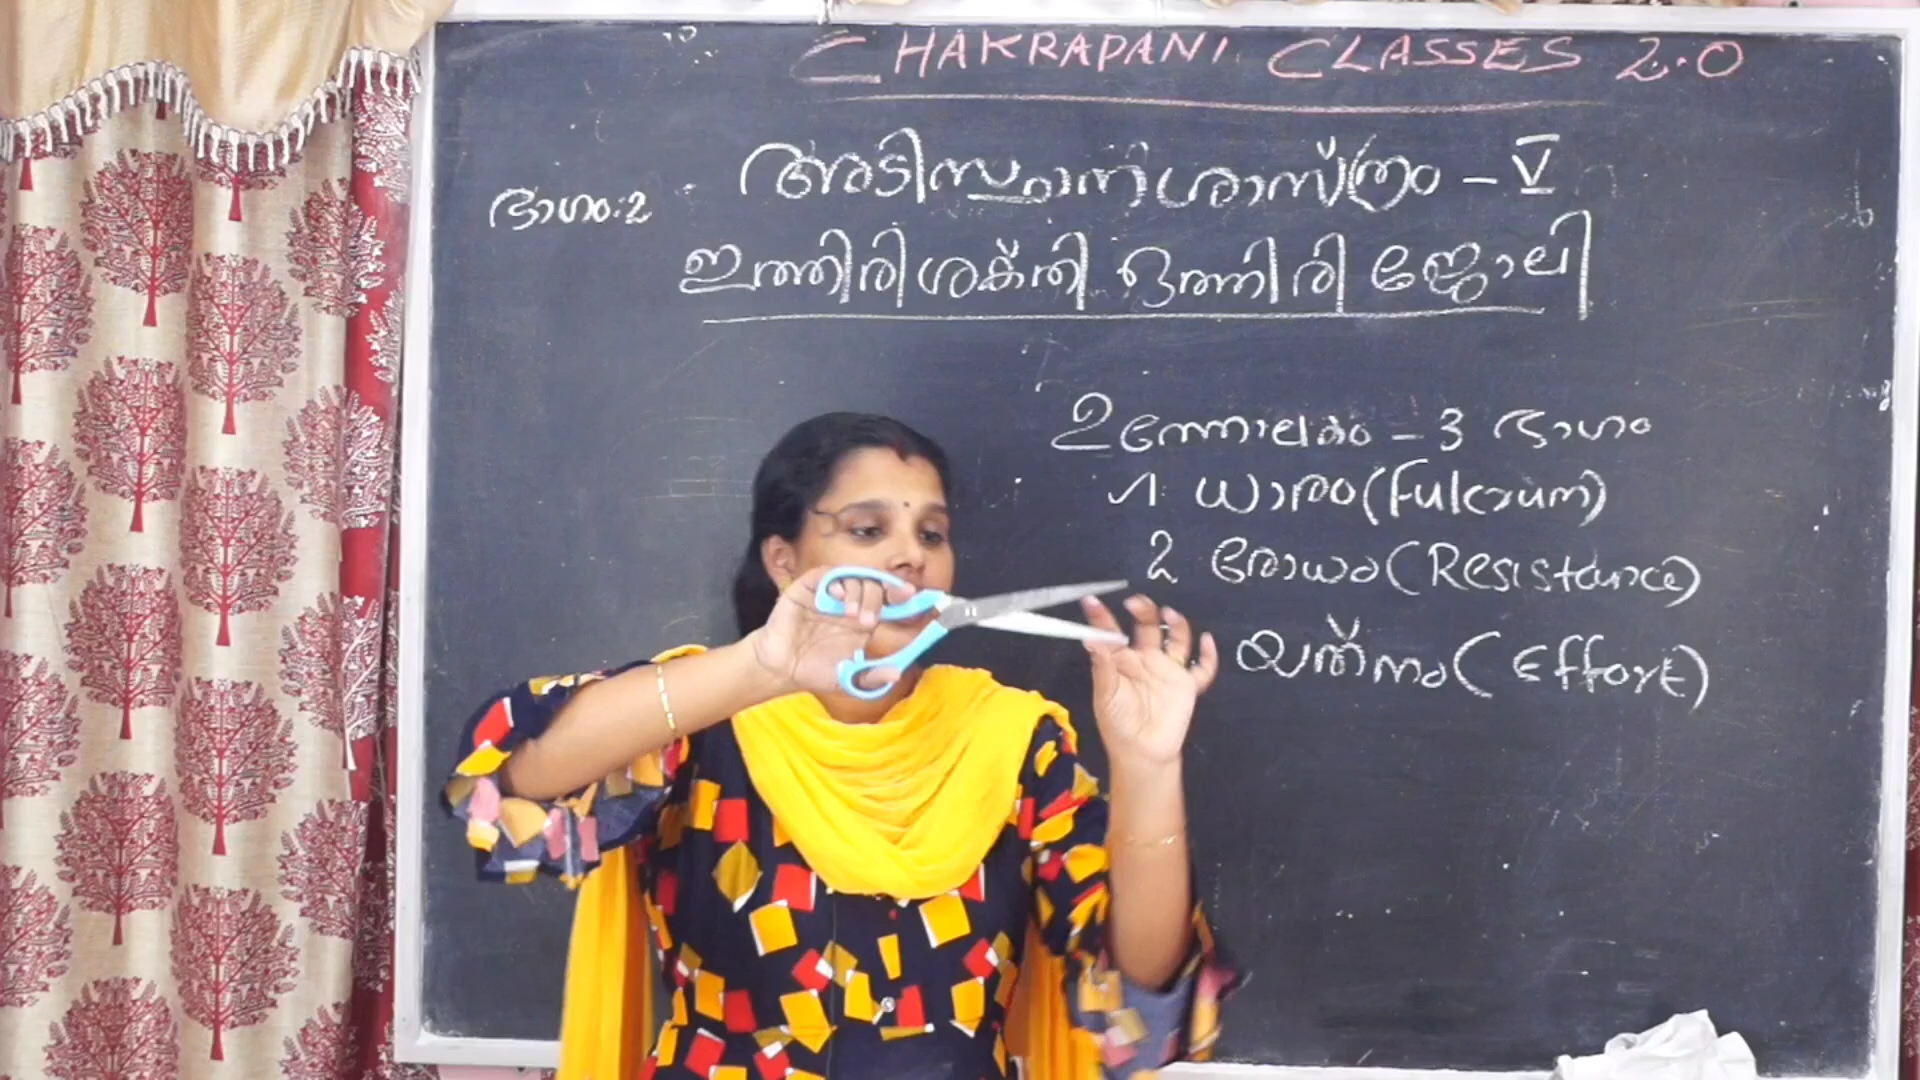 CHAKRAPANI CLASSES 2.0
അടിസ്ഥാനശാസ്ത്രം - V
ഭാഗം:2
ഇത്തിരി ശക്തി ഒത്തിരി ജോലി
ഉത്തോലകം - 3 ഭാഗം
1 ധാരം (Fulcrum)
2 രോധം (Resistance)
യത്നം (Effort)